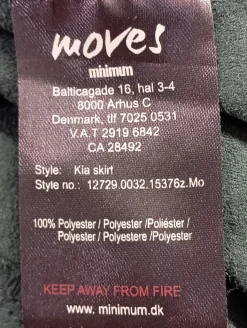 moves
minimum
Balticagade 16, hal 3-4
8000 Arhus C
Denmark, tlf 7025 0531
V.A.T 2919 6842
CA 28492
Style: Kia skirt
Style no.: 12729.0032.15376z.Mo
100% Polyester / Polyester /Poliéster /
Polyester / Polyestere /Polyester
KEEP AWAY FROM FIRE
www. minimum.dk